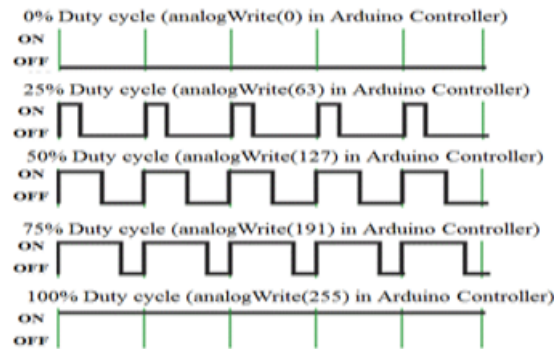 0% Duty cycle (analogWrite(0) in Arduino Controller)
ON
OFF
25% Duty cycle (analogWrite(63) in Arduino Controller)
ON
OFF
50% Duty cycle (analogWrite(127) in Arduino Controller)
ON
OFF
75% Duty cycle (analogWrite(191) in Arduino Controller)
ON
OFF
100% Duty cycle (analogWrite(255) in Arduino Controller)
ON
OFF